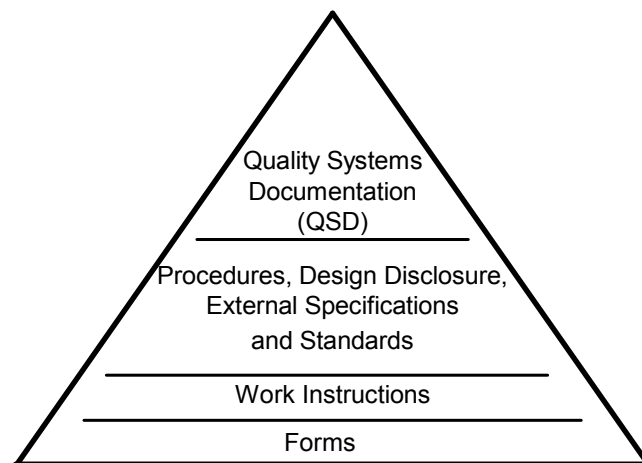 Quality Systems
Documentation
(QSD)
Procedures, Design Disclosure,
External Specifications
and Standards
Work Instructions
Forms